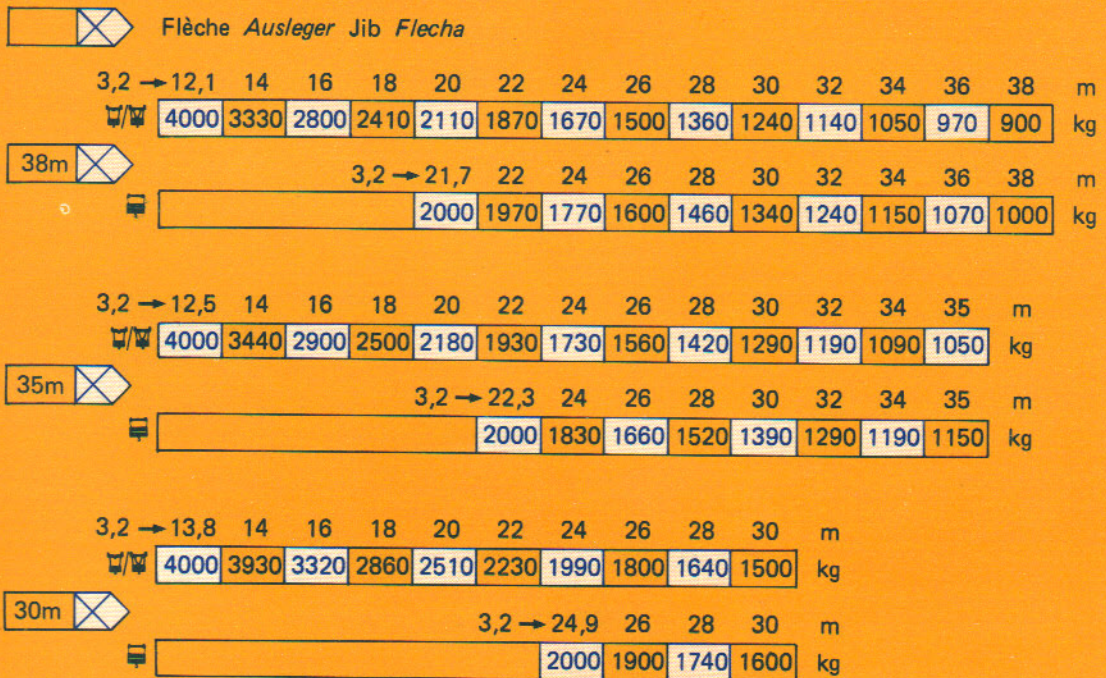 Flèche Ausleger Jib Flecha
3,2 → 12,1 14 16 18 20 22 24 26 28 30 32 34 36 38 m
4000 3330 2800 2410 2110 1870 1670 1500 1360 1240 1140 1050 970 900 kg
38m
3,2 → 21,7 22 24 26 28 30 32 34 36 38 m
2000 1970 1770 1600 1460 1340 1240 1150 1070 1000 kg
3,2 → 12,5 14 16 18 20 22 24 26 28 30 32 34 35 m
4000 3440 2900 2500 2180 1930 1730 1560 1420 1290 1190 1090 1050 kg
35m
3,2 → 22,3 24 26 28 30 32 34 35 m
2000 1830 1660 1520 1390 1290 1190 1150 kg
3,2 → 13,8 14 16 18 20 22 24 26 28 30 m
4000 3930 3320 2860 2510 2230 1990 1800 1640 1500 kg
30m
3,2 → 24,9 26 28 30 m
2000 1900 1740 1600 kg